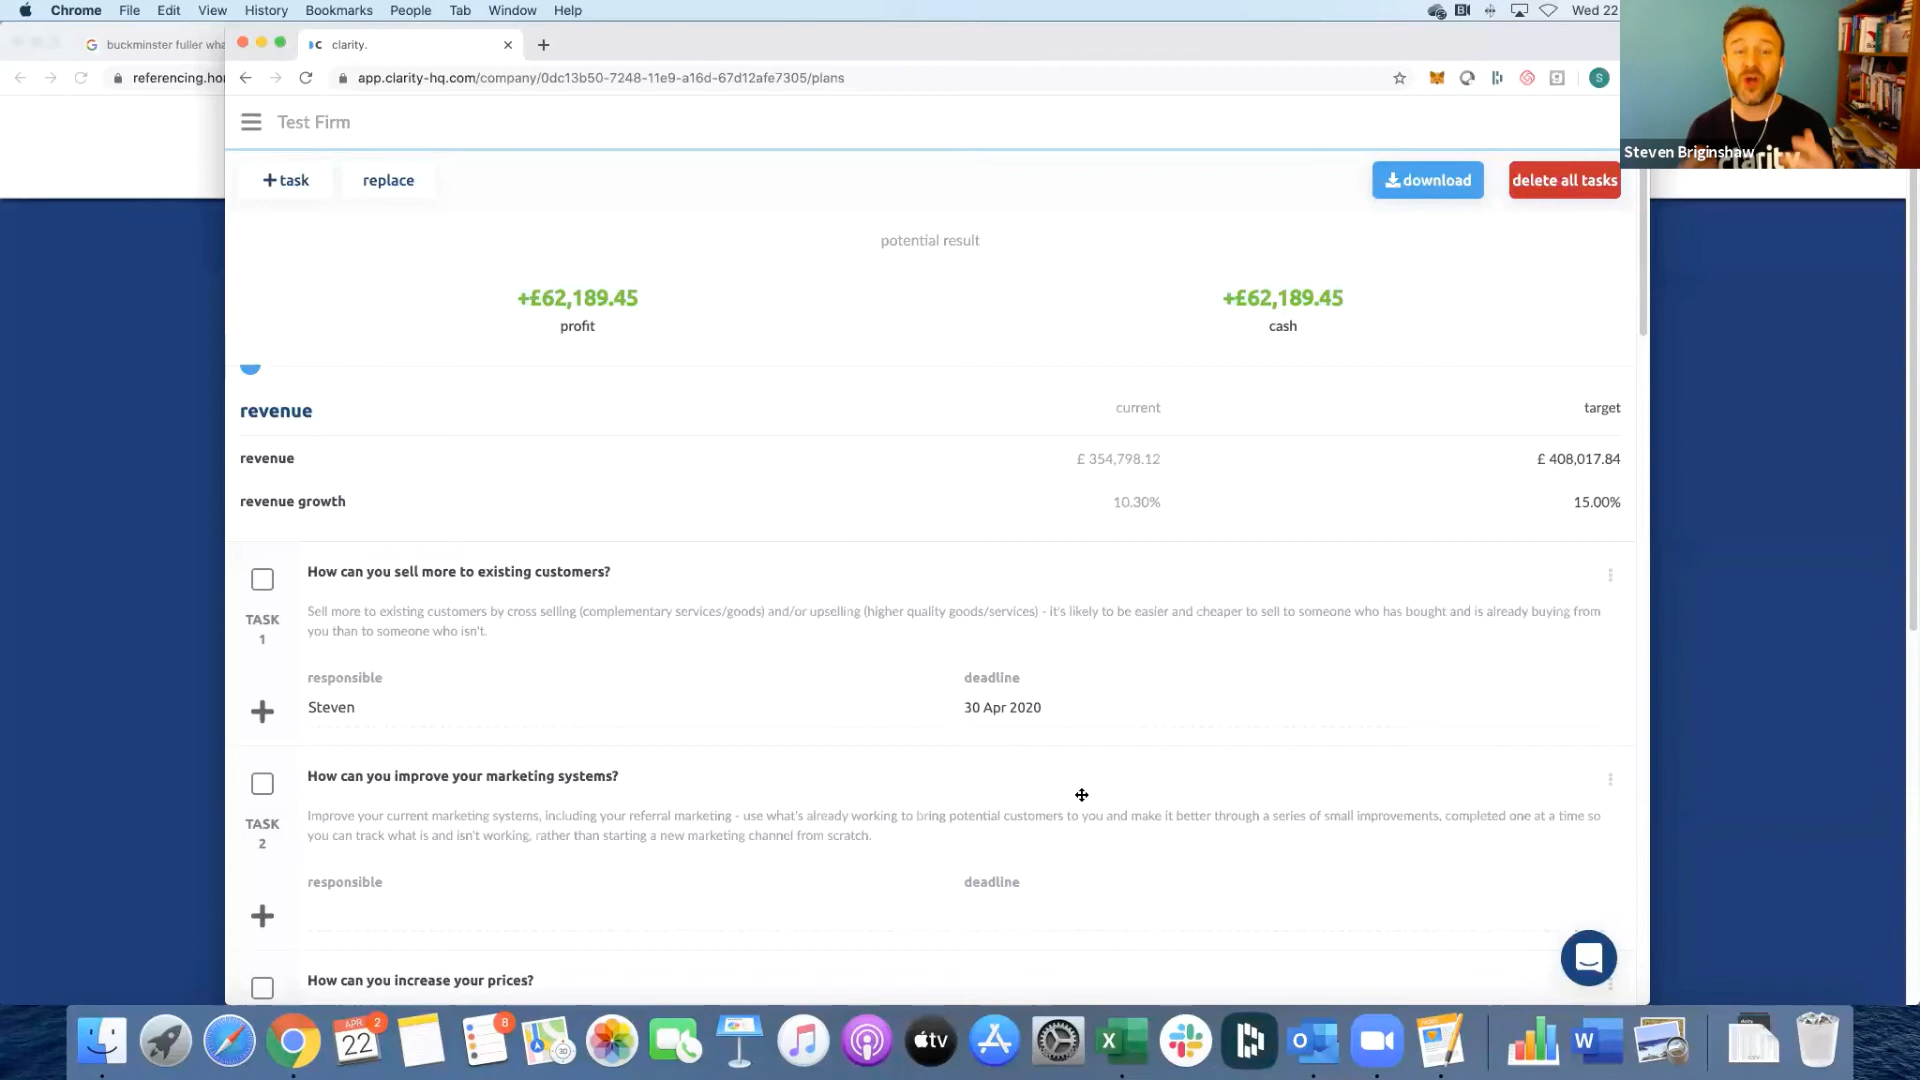 Chrome File Edit View History Bookmarks People Tab Window Help
Wed 22
buckminster fuller wha
clarity.
referencing.ho
app.clarity-hq.com/company/0dc13b50-7248-11e9-a16d-67d12afe7305/plans
S
Steven Briginshaw
clarity
Test Firm
+ task
replace
download
delete all tasks
potential result
+£62,189.45
profit
+£62,189.45
cash
revenue
current
target
revenue
£ 354,798.12
£ 408,017.84
revenue growth
10.30%
15.00%
How can you sell more to existing customers?
TASK
1
Sell more to existing customers by cross selling (complementary services/goods) and/or upselling (higher quality goods/services) - it's likely to be easier and cheaper to sell to someone who has bought and is already buying from
you than to someone who isn't.
responsible
deadline
Steven
30 Apr 2020
How can you improve your marketing systems?
TASK
2
Improve your current marketing systems, including your referral marketing - use what's already working to bring potential customers to you and make it better through a series of small improvements, completed one at a time so
you can track what is and isn't working, rather than starting a new marketing channel from scratch.
responsible
deadline
How can you increase your prices?
APR
22
2
8
tv